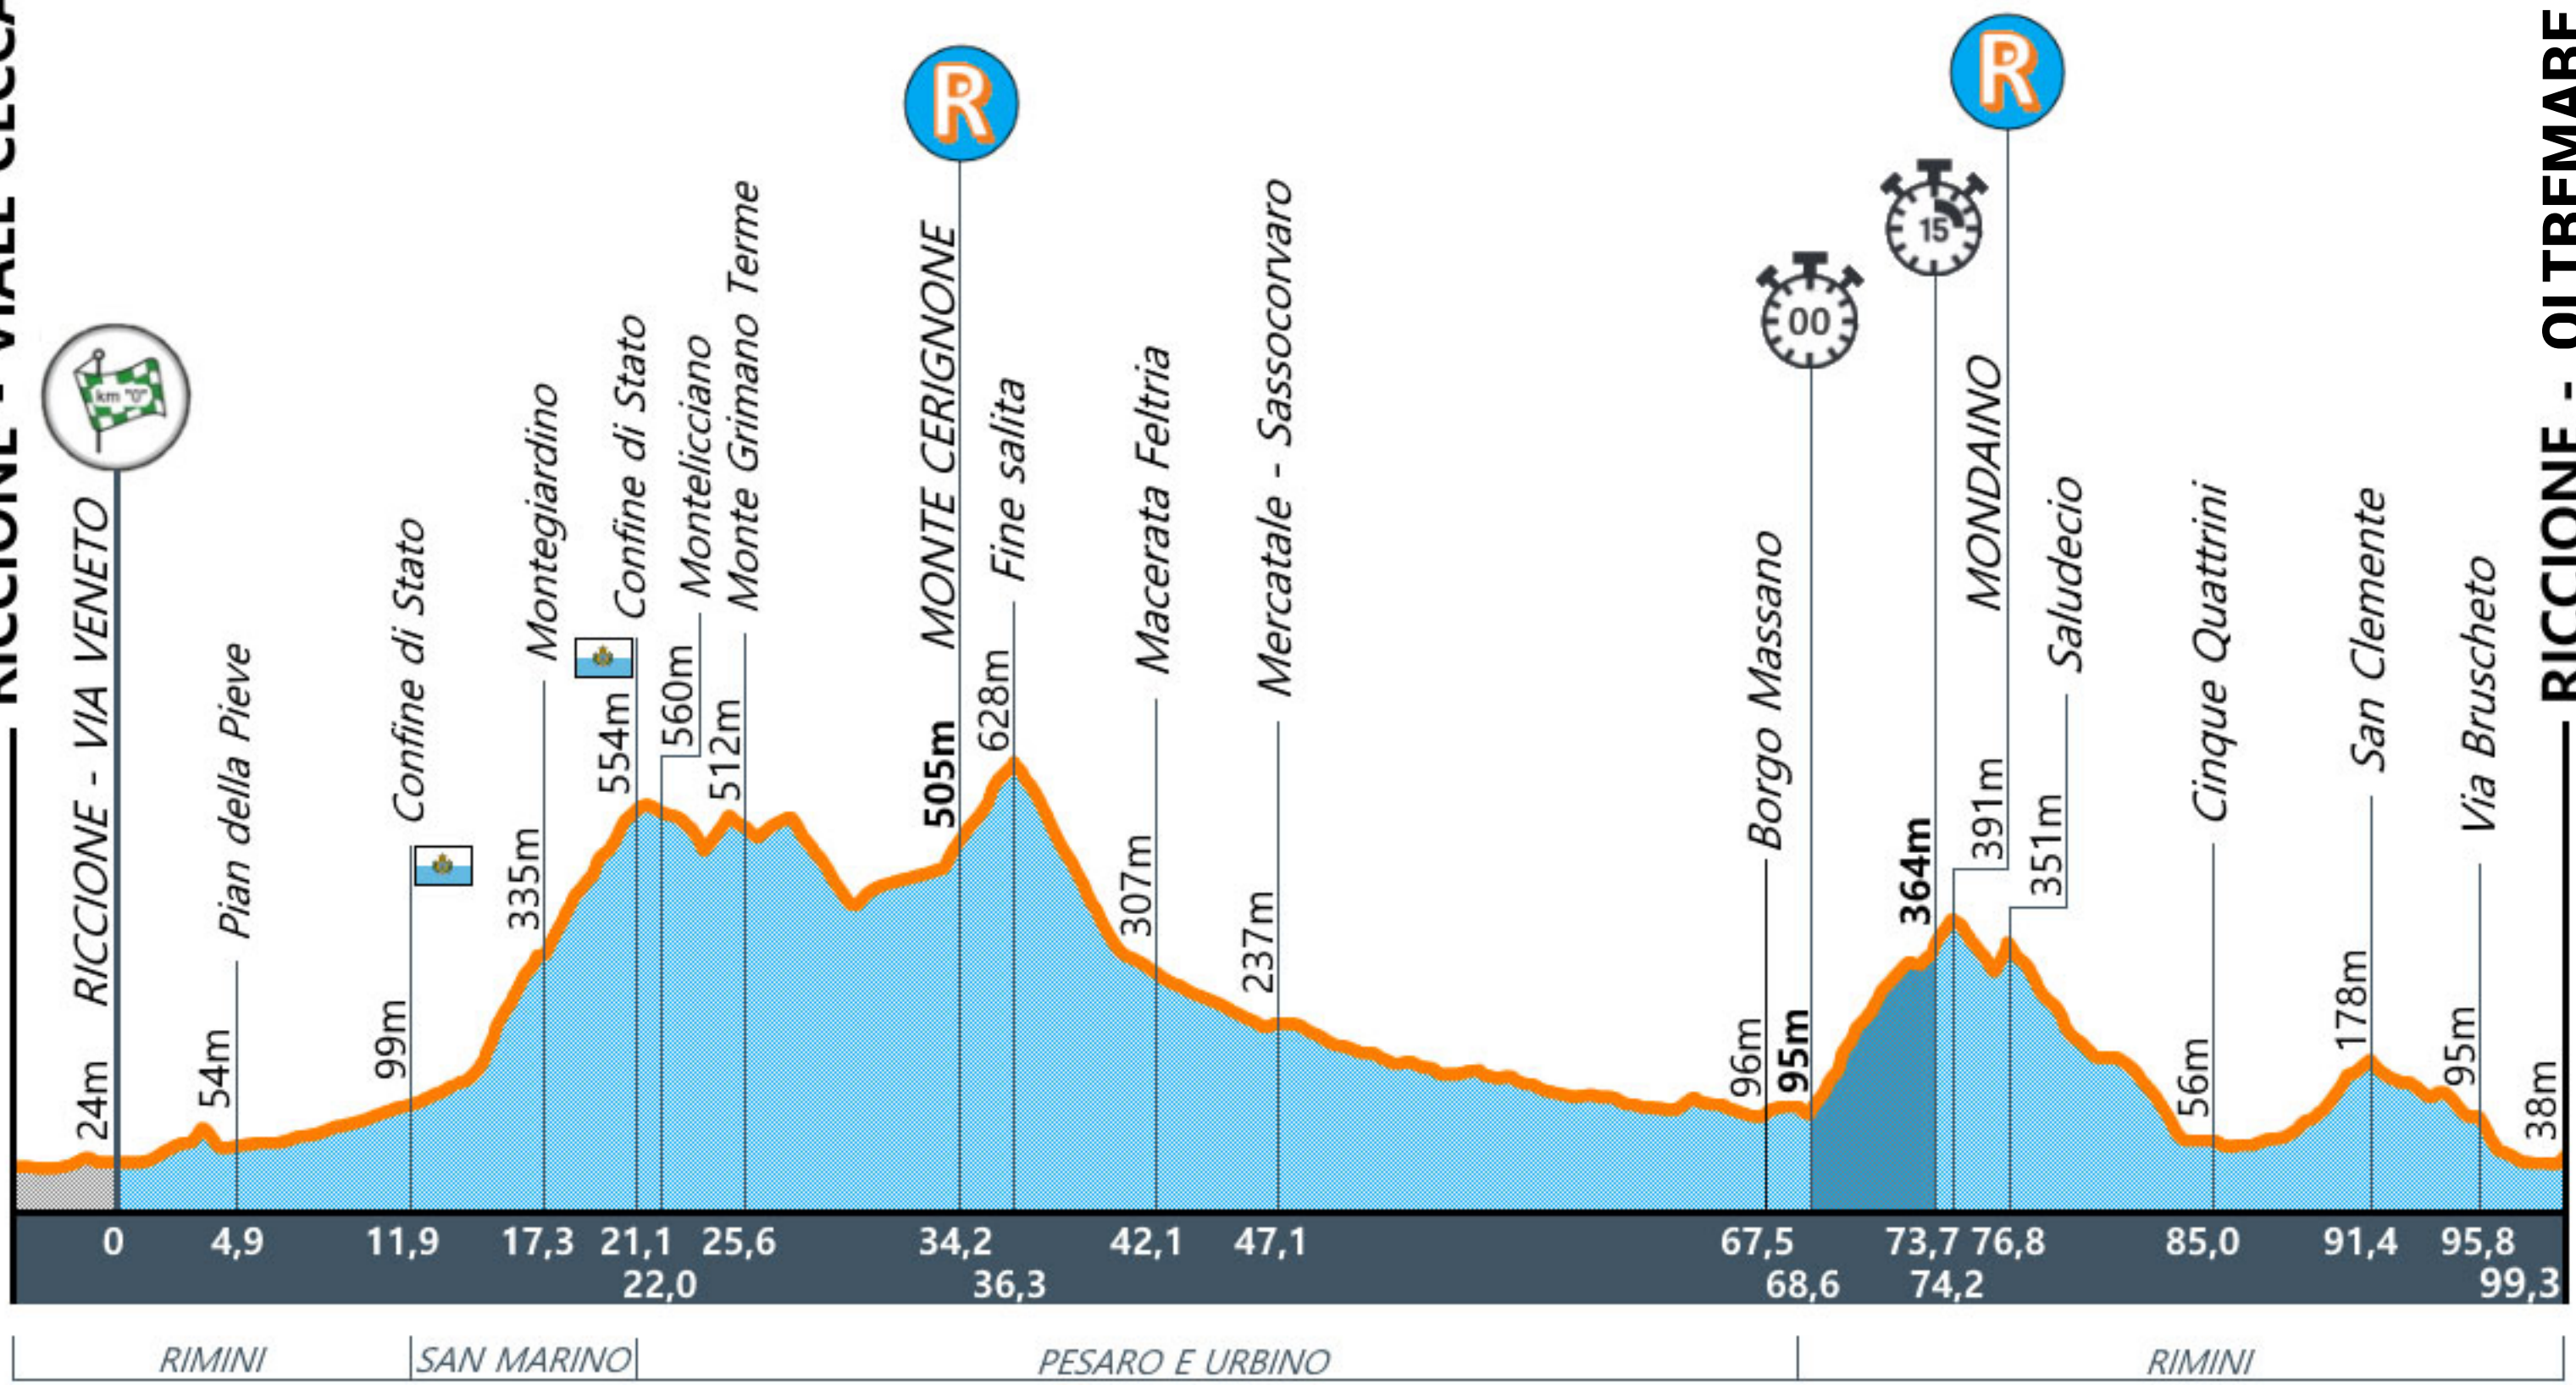 RICCIONE - VIALE CECCA
km "0"
RICCIONE - VIA VENETO
24m
Pian della Pieve
54m
Confine di Stato
99m
Montegiardino
335m
Confine di Stato
554m
Montelicciano
560m
Monte Grimano Terme
512m
R
MONTE CERIGNONE
505m
Fine salita
628m
Macerata Feltria
307m
Mercatale - Sassocorvaro
237m
Borgo Massano
96m
00
95m
15
364m
R
MONDAINO
391m
Saludecio
351m
Cinque Quattrini
56m
San Clemente
178m
Via Bruscheto
95m
RICCIONE - OLTREMARE
38m
0 4,9 11,9 17,3 21,1 25,6 34,2 42,1 47,1 67,5 73,7 76,8 85,0 91,4 95,8
22,0 36,3 68,6 74,2 99,3
RIMINI SAN MARINO PESARO E URBINO RIMINI